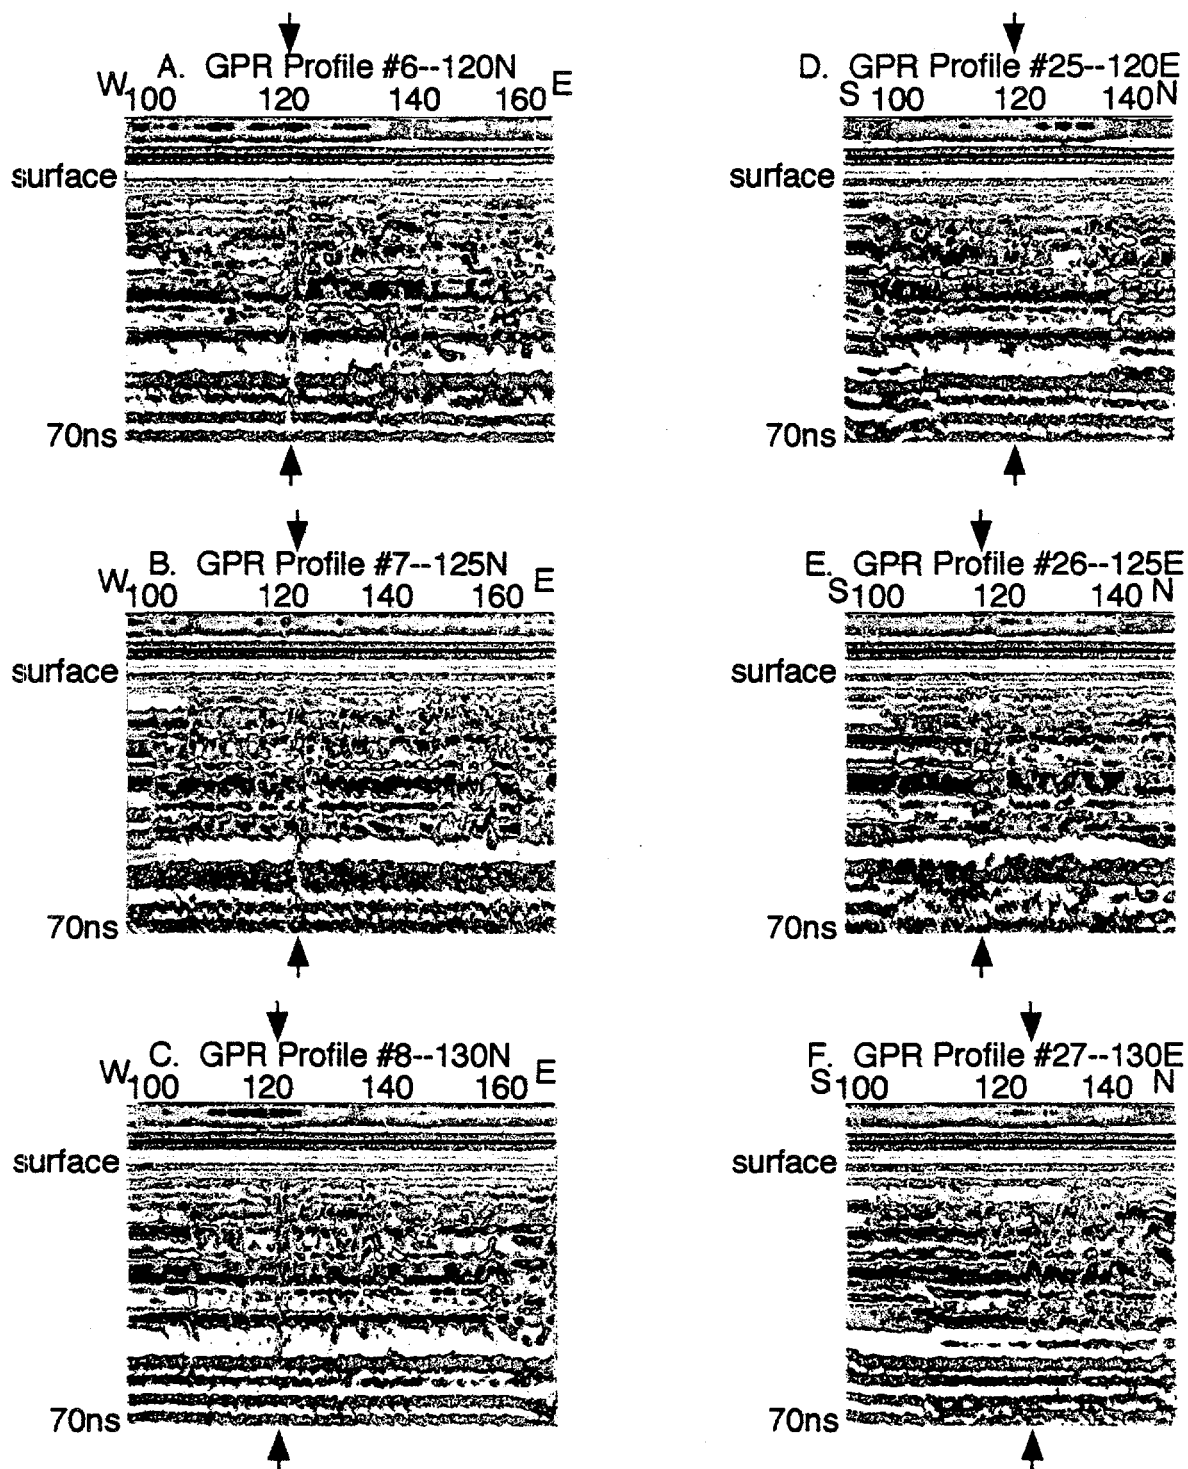 A. GPR Profile #6--120N
W 100 120 140 160 E
surface
70ns
B. GPR Profile #7--125N
W 100 120 140 160 E
surface
70ns
C. GPR Profile #8--130N
W 100 120 140 160 E
surface
70ns
D. GPR Profile #25--120E
S 100 120 140 N
surface
70ns
E. GPR Profile #26--125E
S 100 120 140 N
surface
70ns
F. GPR Profile #27--130E
S 100 120 140 N
surface
70ns